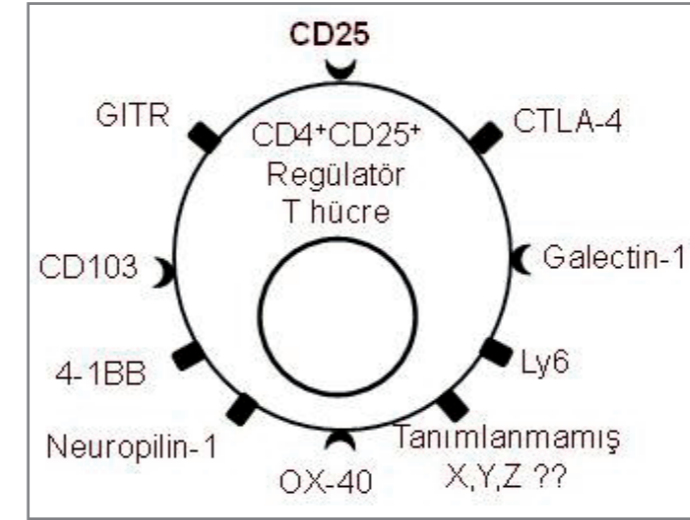 CD25
GITR
CTLA-4
CD4⁺CD25⁺
Regülatör
T hücre
CD103
Galectin-1
4-1BB
Ly6
Neuropilin-1
Tanımlanmamış
X,Y,Z ??
OX-40